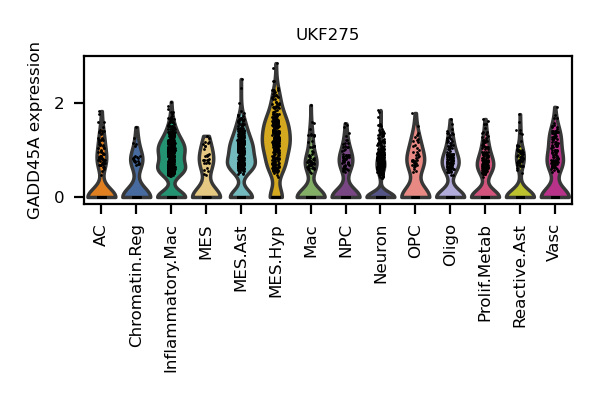 UKF275
GADD45A expression
2
0
AC
Chromatin.Reg
Inflammatory.Mac
MES
MES.Ast
MES.Hyp
Mac
NPC
Neuron
OPC
Oligo
Prolif.Metab
Reactive.Ast
Vasc